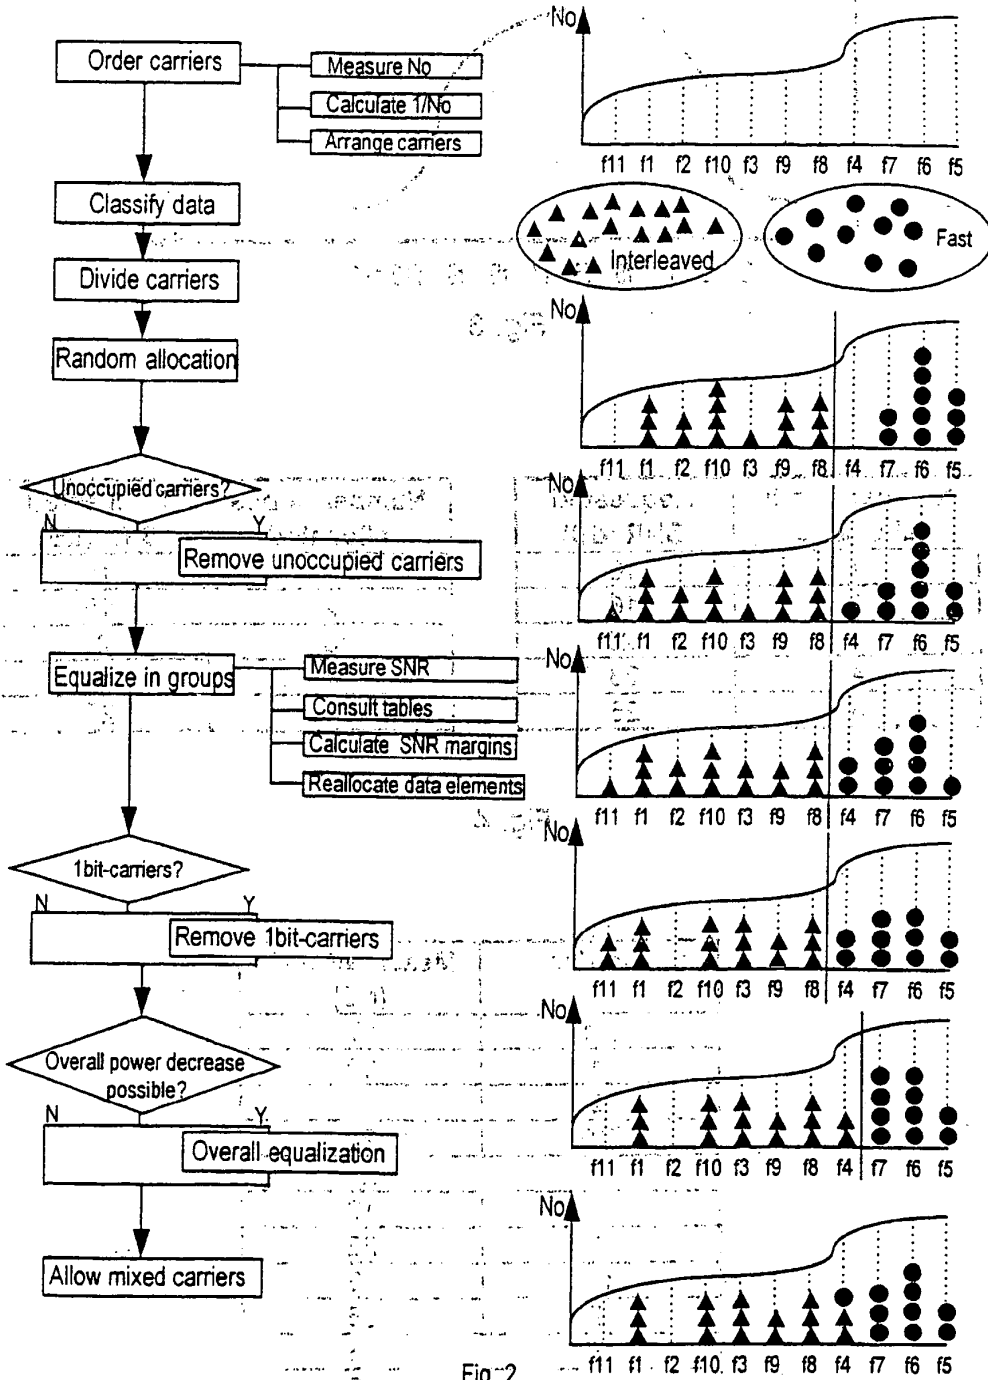 Order carriers
Measure No
Calculate 1/No
Arrange carriers
No
f11 f1 f2 f10 f3 f9 f8 f4 f7 f6 f5
Classify data
Interleaved
Fast
Divide carriers
Random allocation
No
f11 f1 f2 f10 f3 f9 f8 f4 f7 f6 f5
Unoccupied carriers?
N Y
Remove unoccupied carriers
No
f11 f1 f2 f10 f3 f9 f8 f4 f7 f6 f5
Equalize in groups
Measure SNR
Consult tables
Calculate SNR margins
Reallocate data elements
No
f11 f1 f2 f10 f3 f9 f8 f4 f7 f6 f5
1bit-carriers?
N Y
Remove 1bit-carriers
No
f11 f1 f2 f10 f3 f9 f8 f4 f7 f6 f5
Overall power decrease
possible?
N Y
Overall equalization
No
f11 f1 f2 f10 f3 f9 f8 f4 f7 f6 f5
Allow mixed carriers
No
f11 f1 f2 f10 f3 f9 f8 f4 f7 f6 f5
Fig. 2